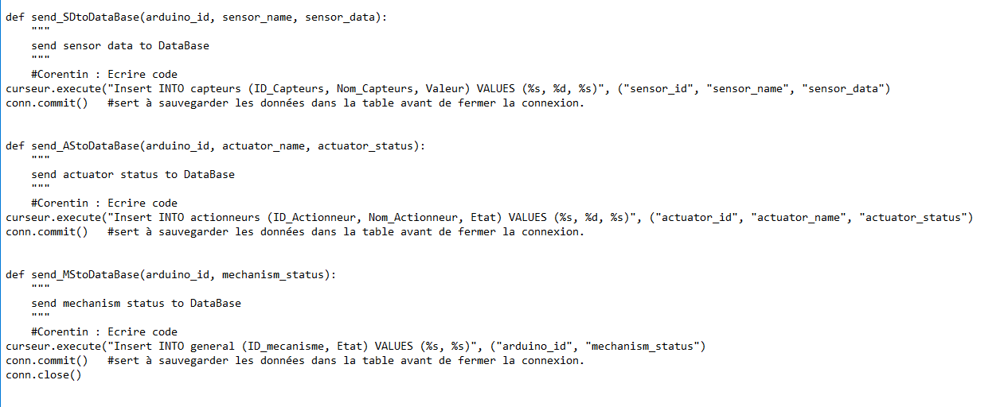 def send_SDtoDataBase(arduino_id, sensor_name, sensor_data):
    """
    send sensor data to DataBase
    """
    #Corentin : Ecrire code
curseur.execute("Insert INTO capteurs (ID_Capteurs, Nom_Capteurs, Valeur) VALUES (%s, %d, %s)", ("sensor_id", "sensor_name", "sensor_data")
conn.commit()   #sert à sauvegarder les données dans la table avant de fermer la connexion.
def send_AStoDataBase(arduino_id, actuator_name, actuator_status):
    """
    send actuator status to DataBase
    """
    #Corentin : Ecrire code
curseur.execute("Insert INTO actionneurs (ID_Actionneur, Nom_Actionneur, Etat) VALUES (%s, %d, %s)", ("actuator_id", "actuator_name", "actuator_status")
conn.commit()   #sert à sauvegarder les données dans la table avant de fermer la connexion.
def send_MStoDataBase(arduino_id, mechanism_status):
    """
    send mechanism status to DataBase
    """
    #Corentin : Ecrire code
curseur.execute("Insert INTO general (ID_mecanisme, Etat) VALUES (%s, %s)", ("arduino_id", "mechanism_status")
conn.commit()   #sert à sauvegarder les données dans la table avant de fermer la connexion.
conn.close()